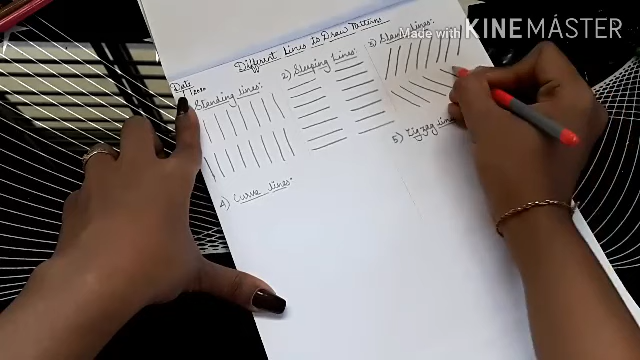 Made with KINEMASTER
Different Lines To Draw Patterns
Date
1) Standing lines:
2) Sleeping Lines:
3) Slanting Lines:
4) Curve lines:
5) Zigzag lines